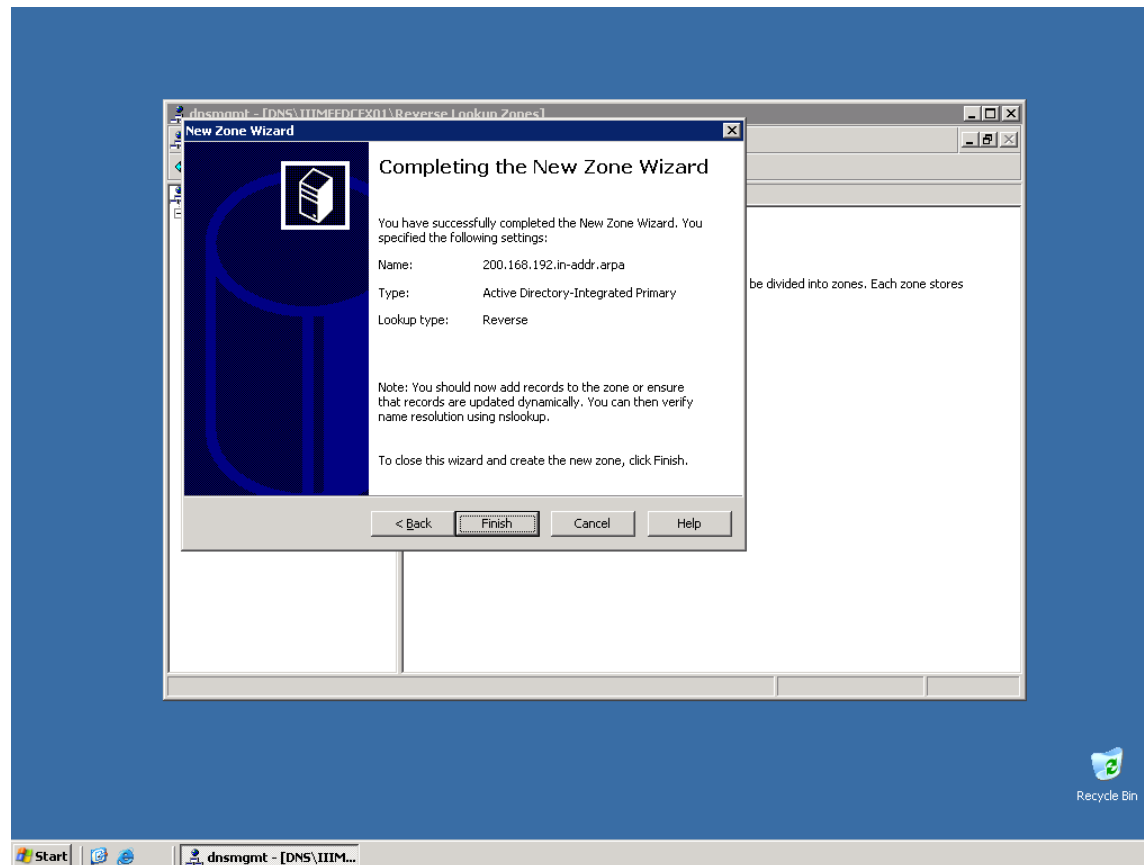 dnsmgmt - [DNS\IIIMEEDCEX01\Reverse Lookup Zones]
New Zone Wizard
Completing the New Zone Wizard
You have successfully completed the New Zone Wizard. You
specified the following settings:
Name: 200.168.192.in-addr.arpa
Type: Active Directory-Integrated Primary
Lookup type: Reverse
be divided into zones. Each zone stores
Note: You should now add records to the zone or ensure
that records are updated dynamically. You can then verify
name resolution using nslookup.
To close this wizard and create the new zone, click Finish.
< Back Finish Cancel Help
Recycle Bin
Start dnsmgmt - [DNS\IIIM...